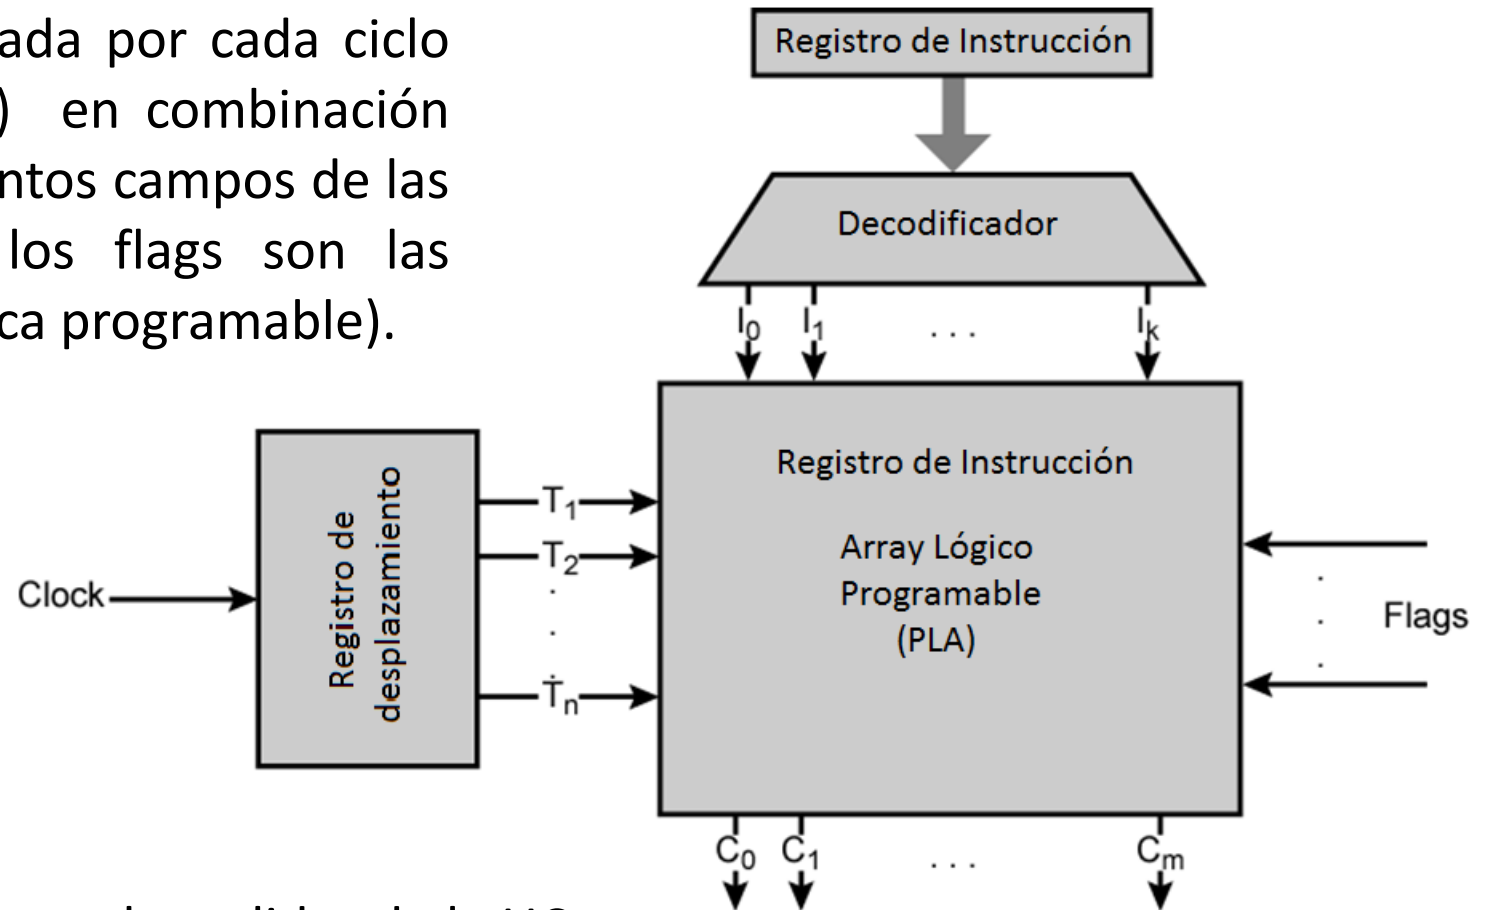 ada por cada ciclo
) en combinación
ntos campos de las
los flags son las
ca programable).
Registro de Instrucción
Decodificador
I0 I1 . . . Ik
Registro de desplazamiento
Clock
T1
T2
.
.
.
Tn
Registro de Instrucción
Array Lógico
Programable
(PLA)
.
.
.
Flags
C0 C1 . . . Cm